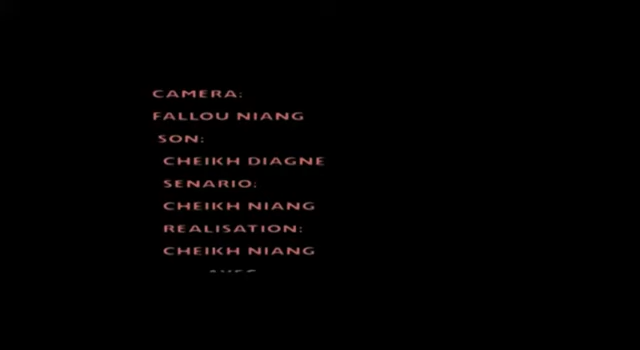 CAMERA:
FALLOU NIANG
SON:
CHEIKH DIAGNE
SENARIO:
CHEIKH NIANG
REALISATION:
CHEIKH NIANG